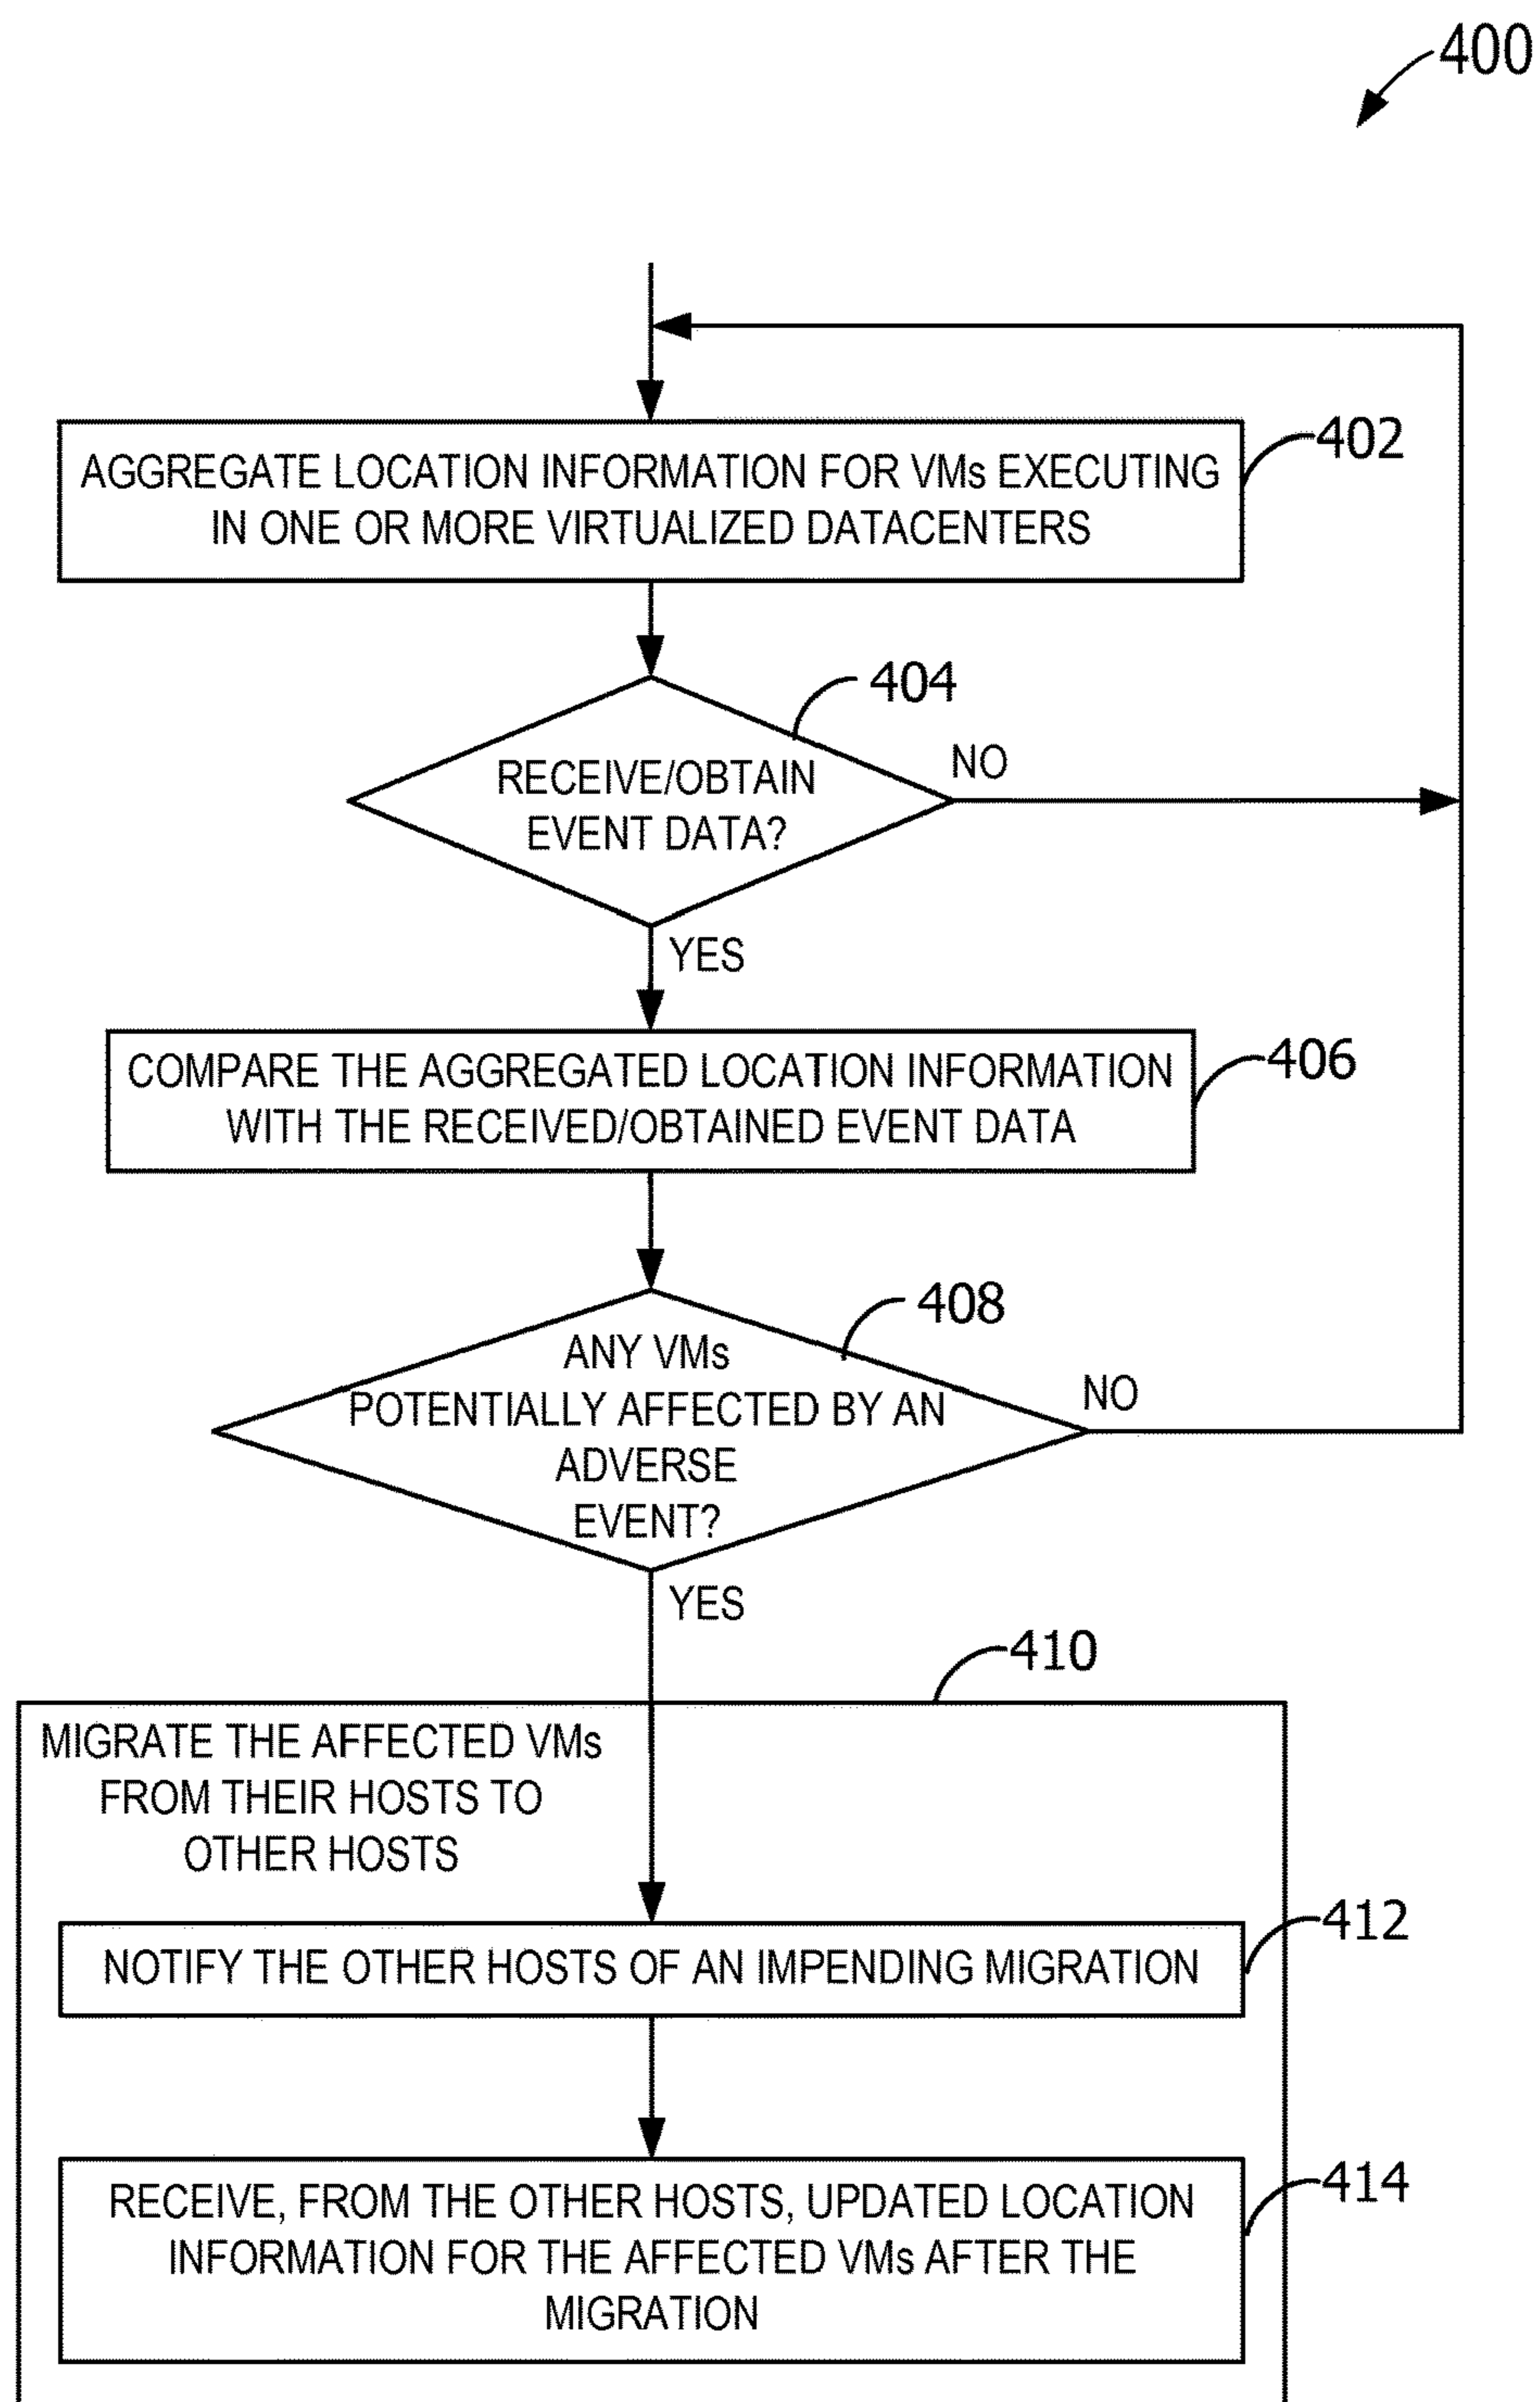 400
AGGREGATE LOCATION INFORMATION FOR VMs EXECUTING
IN ONE OR MORE VIRTUALIZED DATACENTERS
402
404
RECEIVE/OBTAIN
EVENT DATA?
NO
YES
COMPARE THE AGGREGATED LOCATION INFORMATION
WITH THE RECEIVED/OBTAINED EVENT DATA
406
408
ANY VMs
POTENTIALLY AFFECTED BY AN
ADVERSE
EVENT?
NO
YES
410
MIGRATE THE AFFECTED VMs
FROM THEIR HOSTS TO
OTHER HOSTS
412
NOTIFY THE OTHER HOSTS OF AN IMPENDING MIGRATION
414
RECEIVE, FROM THE OTHER HOSTS, UPDATED LOCATION
INFORMATION FOR THE AFFECTED VMs AFTER THE
MIGRATION